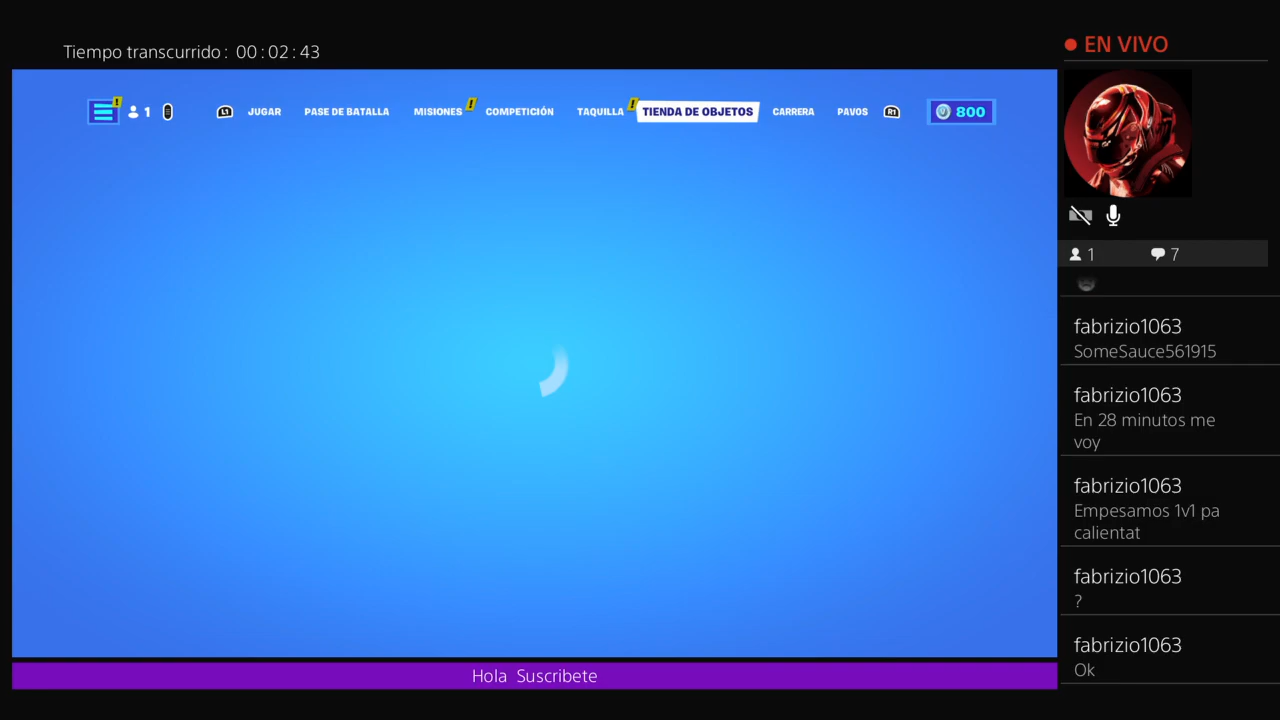 Tiempo transcurrido: 00:02:43
EN VIVO
1
L1
JUGAR
PASE DE BATALLA
MISIONES
COMPETICIÓN
TAQUILLA
TIENDA DE OBJETOS
CARRERA
PAVOS
R1
800
1
7
fabrizio1063
SomeSauce561915
fabrizio1063
En 28 minutos me
voy
fabrizio1063
Empesamos 1v1 pa
calientat
fabrizio1063
?
fabrizio1063
Ok
Hola Suscribete